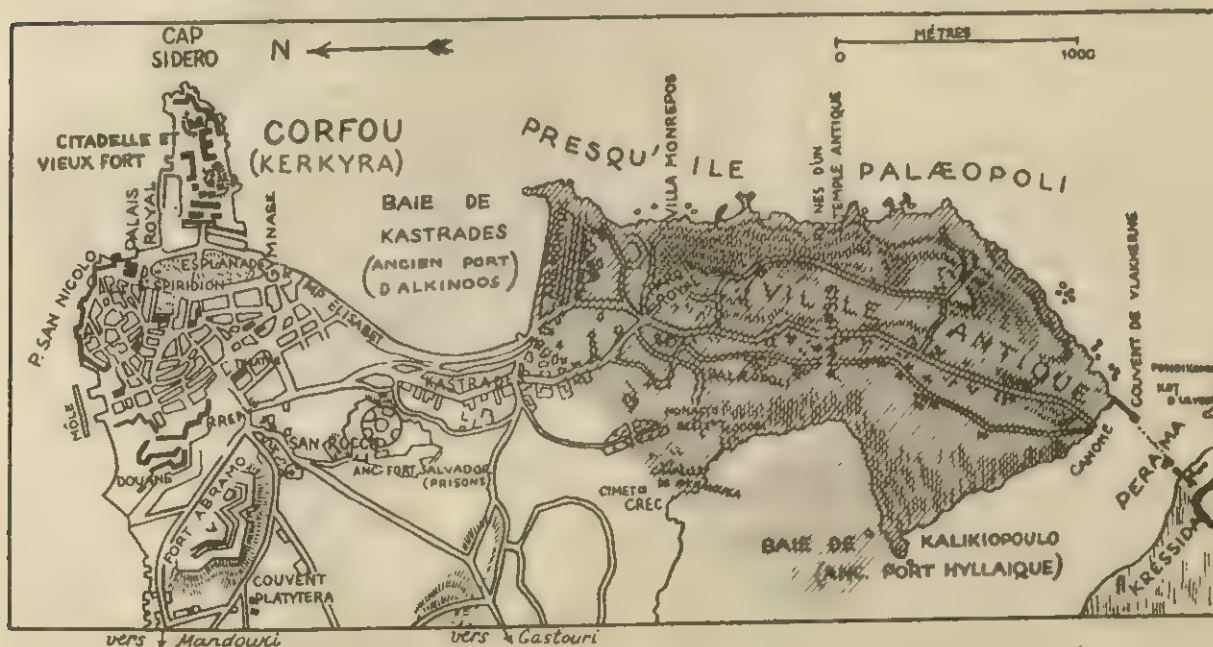 CAP
SIDERO
N
MÉTRES
0 1000
CITADELLE ET
VIEUX FORT
CORFOU
(KERKYRA)
PRESQU'ILE
PALÆOPOLI
VILLA MONREPOS
TEMPLE ANTIQUE
PALAIS
ROYAL
BAIE DE
KASTRADES
(ANCIEN PORT
D'ALKINOOS)
P. SAN NICOLO
ESPLANADE
SPIRIDION
IMP. ELISABET
MÔLE
DOUANE
SAN ROCCO
ANC. FORT SALVADOR
(PRISONS)
KASTRADES
ROYAL
VILLE
ANTIQUE
PALÆOPOLI
CIMETRE
GREC
COUVENT DE VLAKHERNE
CANONE
PERAMA
KRESSIDA
FORT ABRAMO
COUVENT
PLATYTERA
BAIE DE KALIKIOPOULO
(ANC. PORT HYLLAIQUE)
vers Mandouki
vers Gastouri